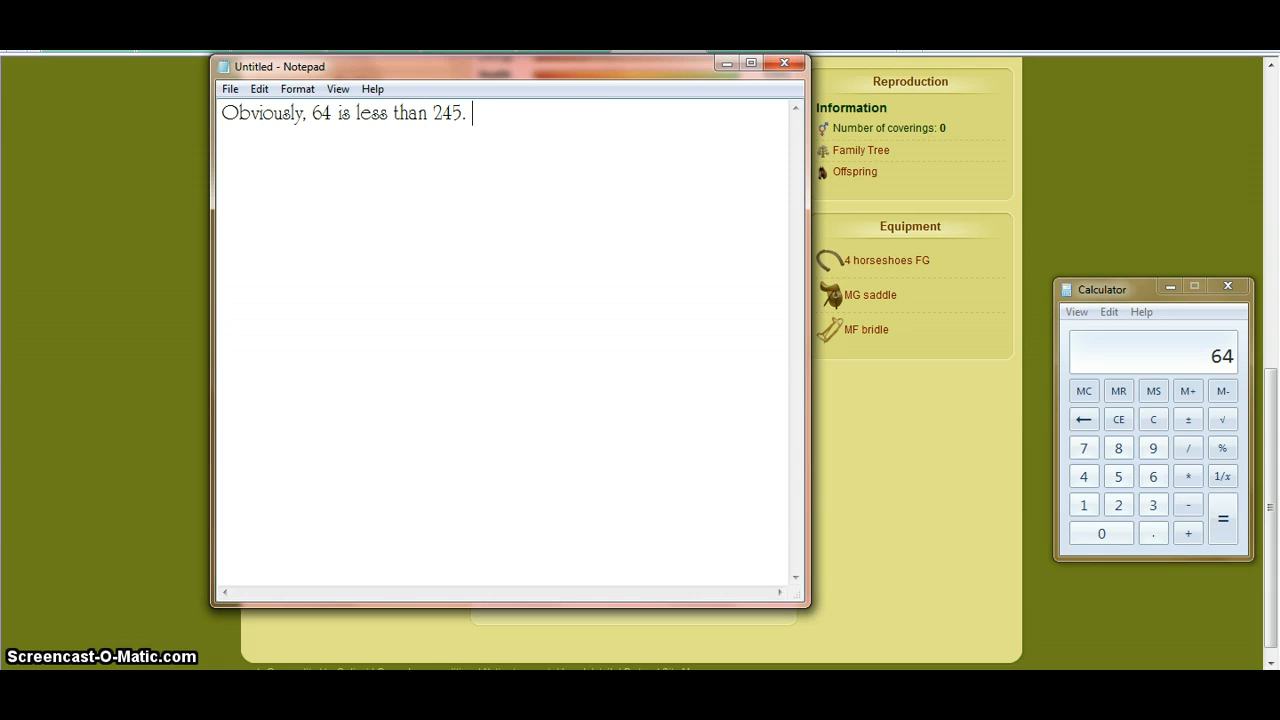 Untitled - Notepad
File Edit Format View Help
Obviously, 64 is less than 245.
Reproduction
Information
Number of coverings: 0
Family Tree
Offspring
Equipment
4 horseshoes FG
MG saddle
MF bridle
Calculator
View Edit Help
64
MC MR MS M+ M-
← CE C ± √
7 8 9 / %
4 5 6 * 1/x
1 2 3 - =
0 . +
Screencast-O-Matic.com